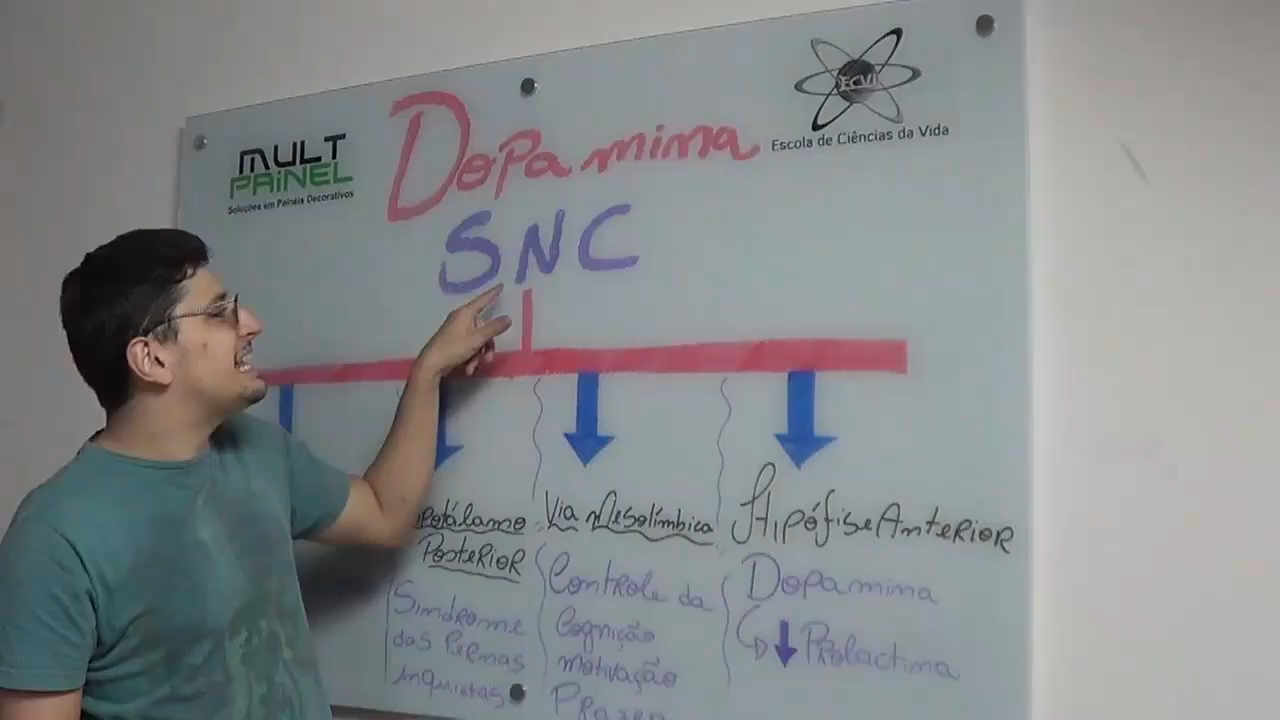 MULT
PAINEL
Soluções em Painéis Decorativos
Dopamina
ECVI
Escola de Ciências da Vida
SNC
Posterior
Síndrome
das Pernas
inquietas
Via Mesolímbica
Controle da
Cognição
motivação
Prazer
Hipófise Anterior
Dopamina
Prolactina